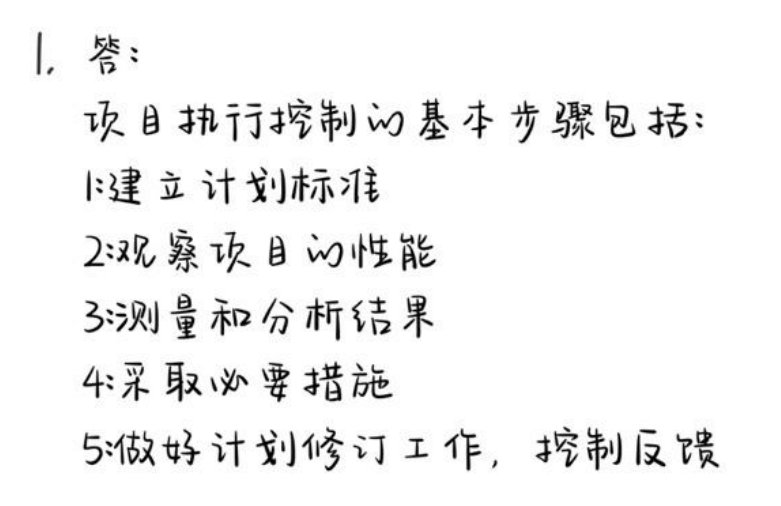 1. 答：
项目执行控制的基本步骤包括：
1:建立计划标准
2:观察项目的性能
3:测量和分析结果
4:采取必要措施
5:做好计划修订工作，控制反馈